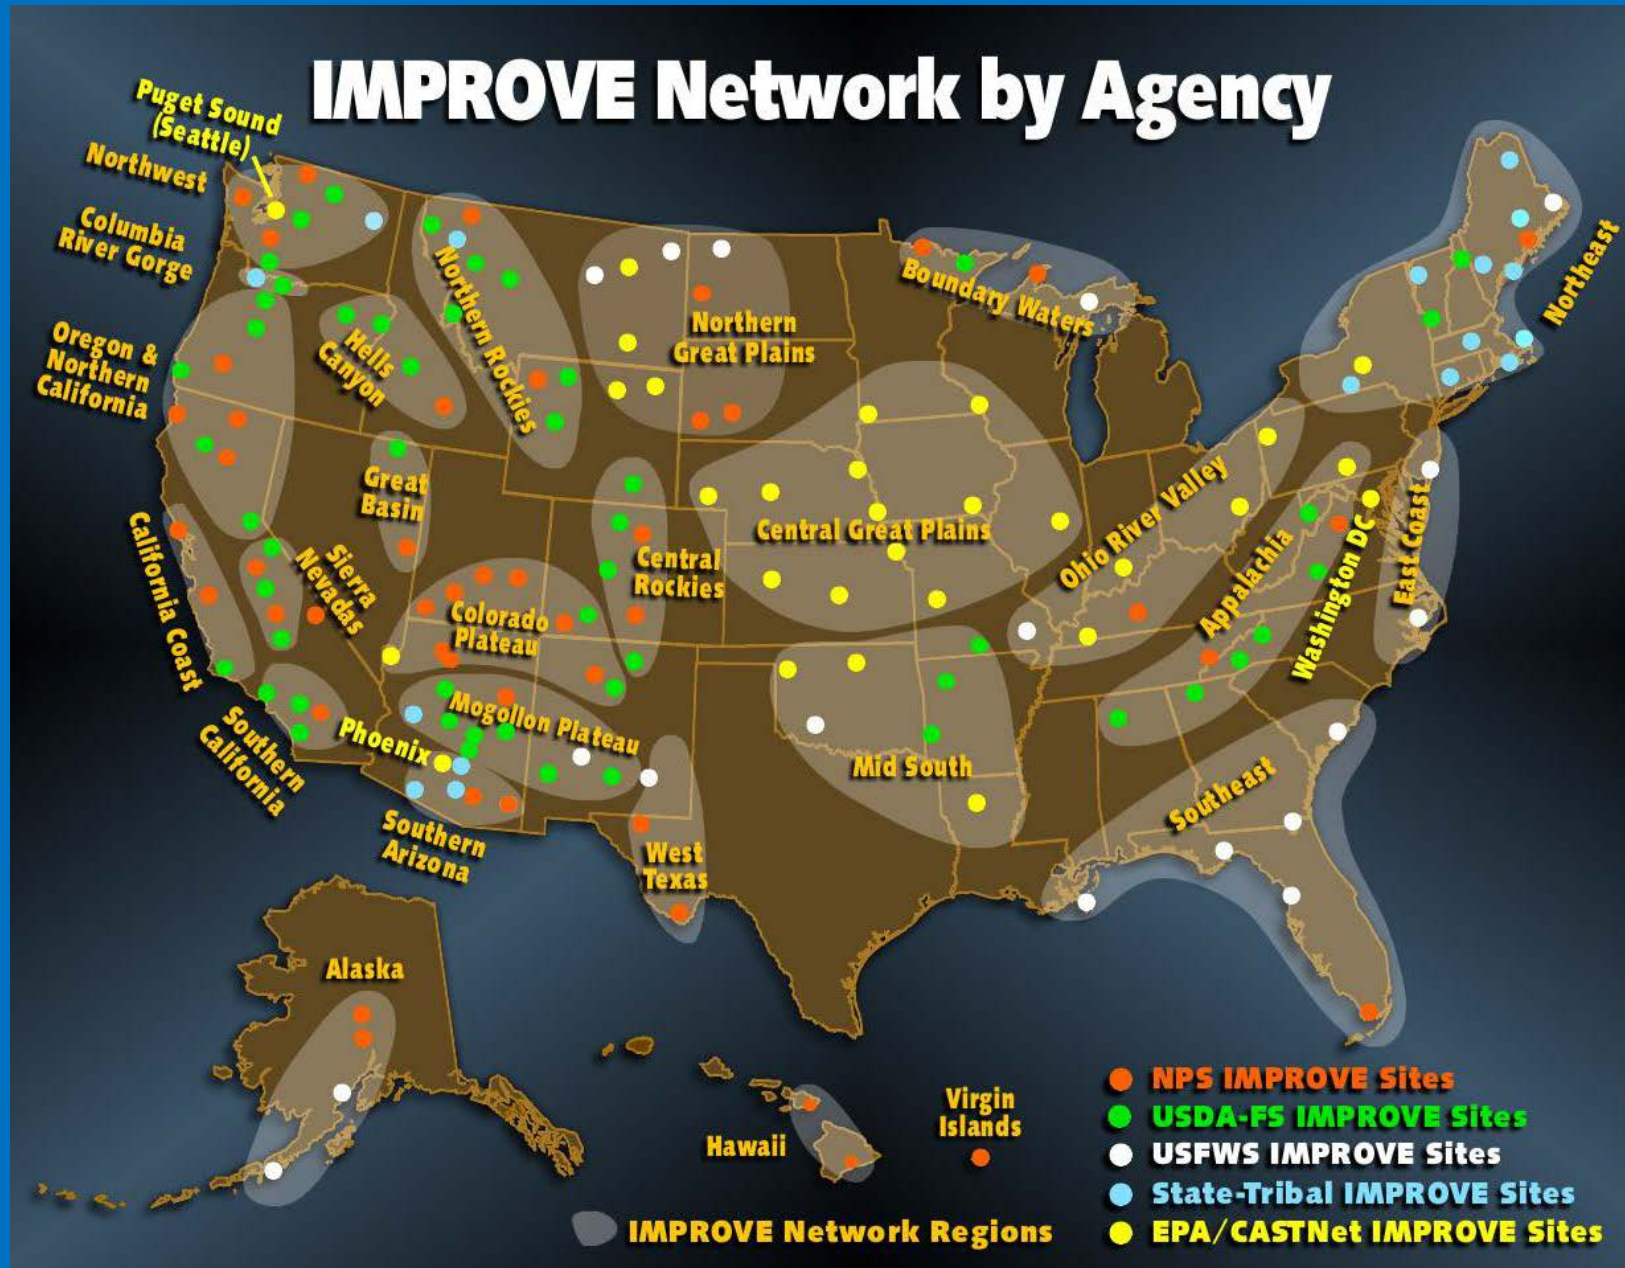 IMPROVE Network by Agency
Puget Sound
(Seattle)
Northwest
Columbia
River Gorge
Oregon &
Northern
California
Hells
Canyon
Northern Rockies
Northern
Great Plains
Boundary Waters
Northeast
Great
Basin
Central
Rockies
Central Great Plains
Ohio River Valley
Appalachia
Washington DC
East Coast
California Coast
Sierra
Nevadas
Colorado
Plateau
Mogollon Plateau
Phoenix
Southern
California
Southern
Arizona
West
Texas
Mid South
Southeast
Alaska
Hawaii
Virgin
Islands
NPS IMPROVE Sites
USDA-FS IMPROVE Sites
USFWS IMPROVE Sites
State-Tribal IMPROVE Sites
EPA/CASTNet IMPROVE Sites
IMPROVE Network Regions